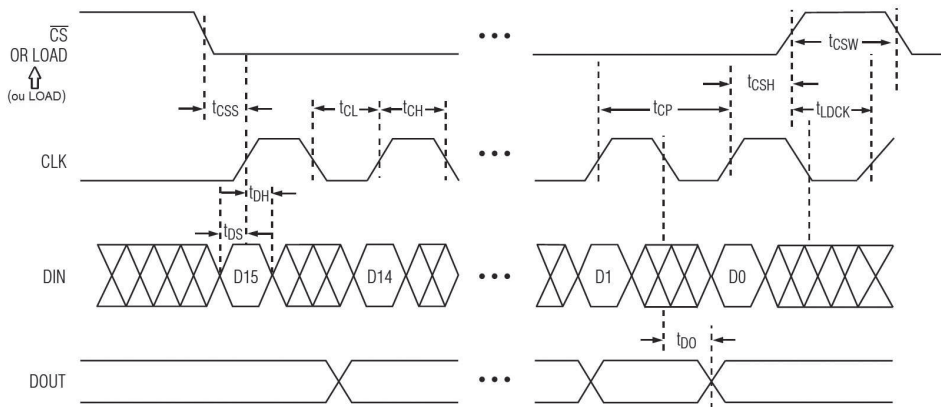 CS
OR LOAD
(ou LOAD)
tCSS
tCL
tCH
tCP
tCSH
tCSW
tLDCK
CLK
tDH
tDS
DIN
D15
D14
D1
D0
tDO
DOUT